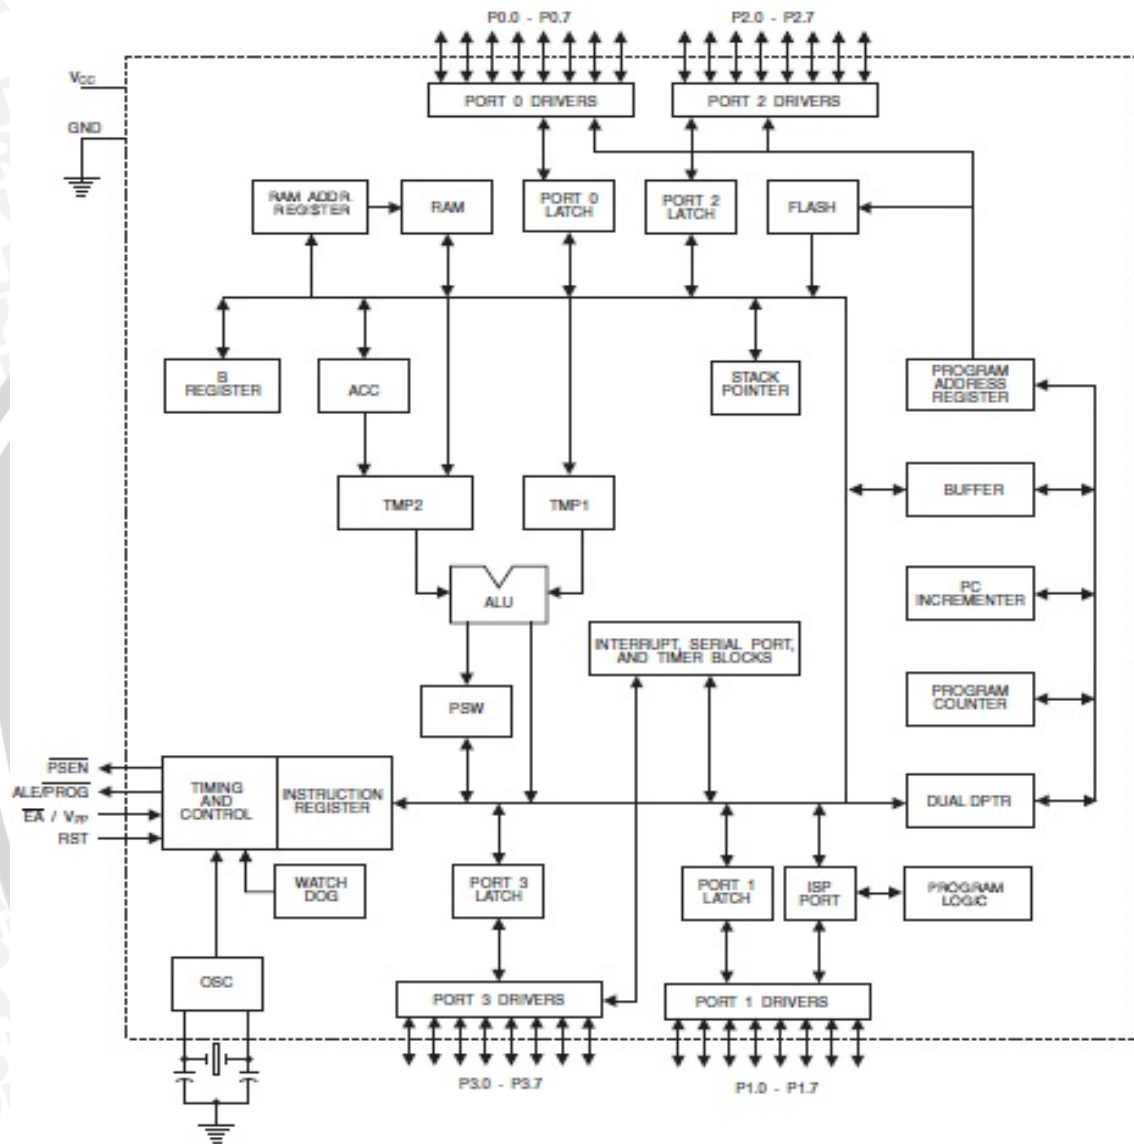 P0.0 - P0.7
P2.0 - P2.7
VCC
GND
PORT 0 DRIVERS
PORT 2 DRIVERS
RAM ADDR.
REGISTER
RAM
PORT 0
LATCH
PORT 2
LATCH
FLASH
B
REGISTER
ACC
STACK
POINTER
PROGRAM
ADDRESS
REGISTER
TMP2
TMP1
BUFFER
ALU
PC
INCREMENTER
INTERRUPT, SERIAL PORT,
AND TIMER BLOCKS
PSW
PROGRAM
COUNTER
PSEN
ALE/PROG
EA / VPP
RST
TIMING
AND
CONTROL
INSTRUCTION
REGISTER
DUAL DPTR
WATCH
DOG
PORT 3
LATCH
PORT 1
LATCH
ISP
PORT
PROGRAM
LOGIC
OSC
PORT 3 DRIVERS
PORT 1 DRIVERS
P3.0 - P3.7
P1.0 - P1.7